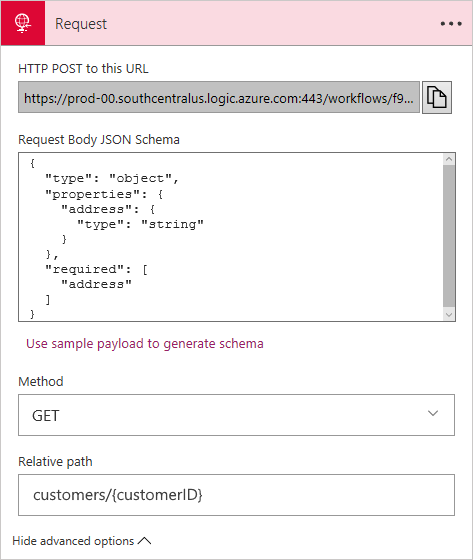 Request
HTTP POST to this URL
https://prod-00.southcentralus.logic.azure.com:443/workflows/f9...
Request Body JSON Schema
{
  "type": "object",
  "properties": {
    "address": {
      "type": "string"
    }
  },
  "required": [
    "address"
  ]
}
Use sample payload to generate schema
Method
GET
Relative path
customers/{customerID}
Hide advanced options